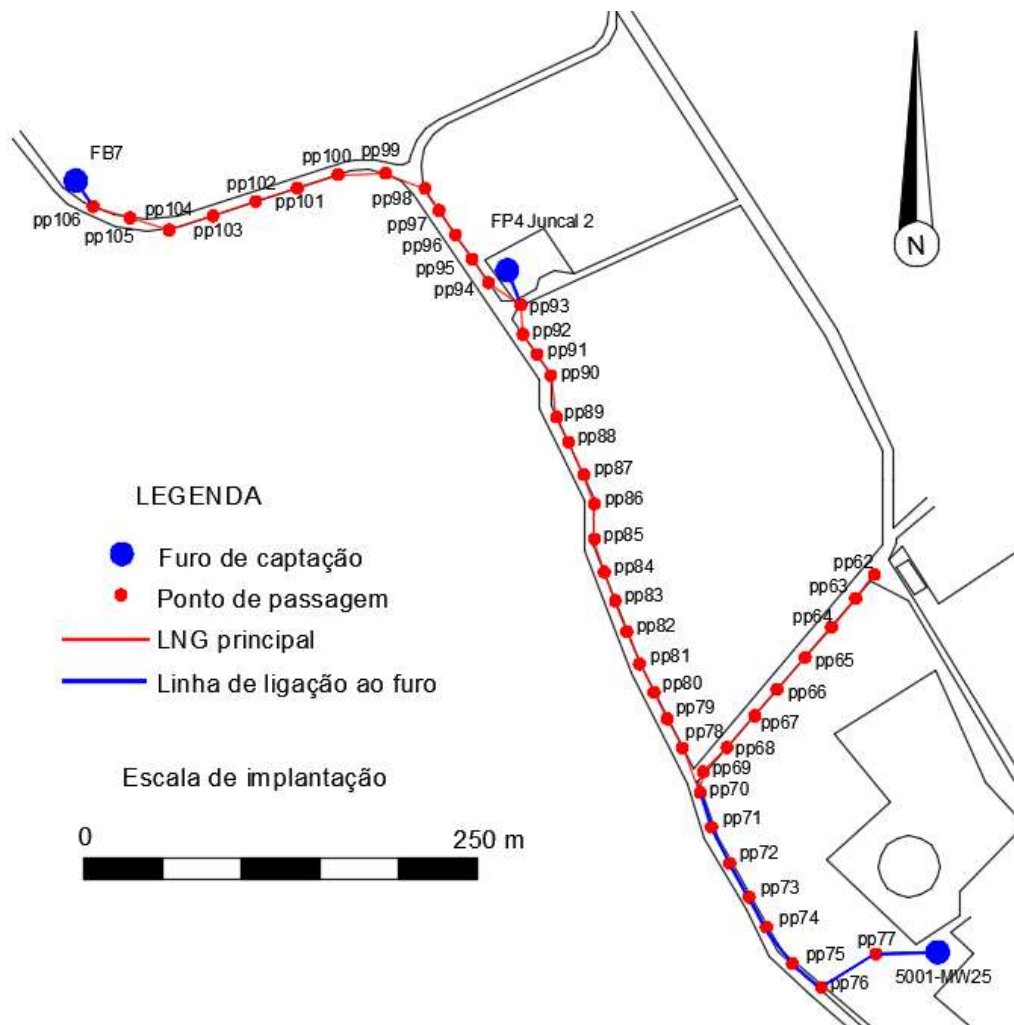 pp99
pp100
FB7
pp102
pp101
pp104
pp103
pp106
pp105
pp98
pp97
FP4 Juncal 2
pp96
pp95
pp94
N
pp93
pp92
pp91
pp90
pp89
pp88
pp87
LEGENDA
pp86
pp85
Furo de captação
pp62
pp84
pp63
Ponto de passagem
pp83
pp64
LNG principal
pp82
pp65
pp81
Linha de ligação ao furo
pp80
pp66
pp79
pp67
pp78
pp68
Escala de implantação
pp69
pp70
pp71
0
250 m
pp72
pp73
pp74
pp77
pp75
5001-MW25
pp76